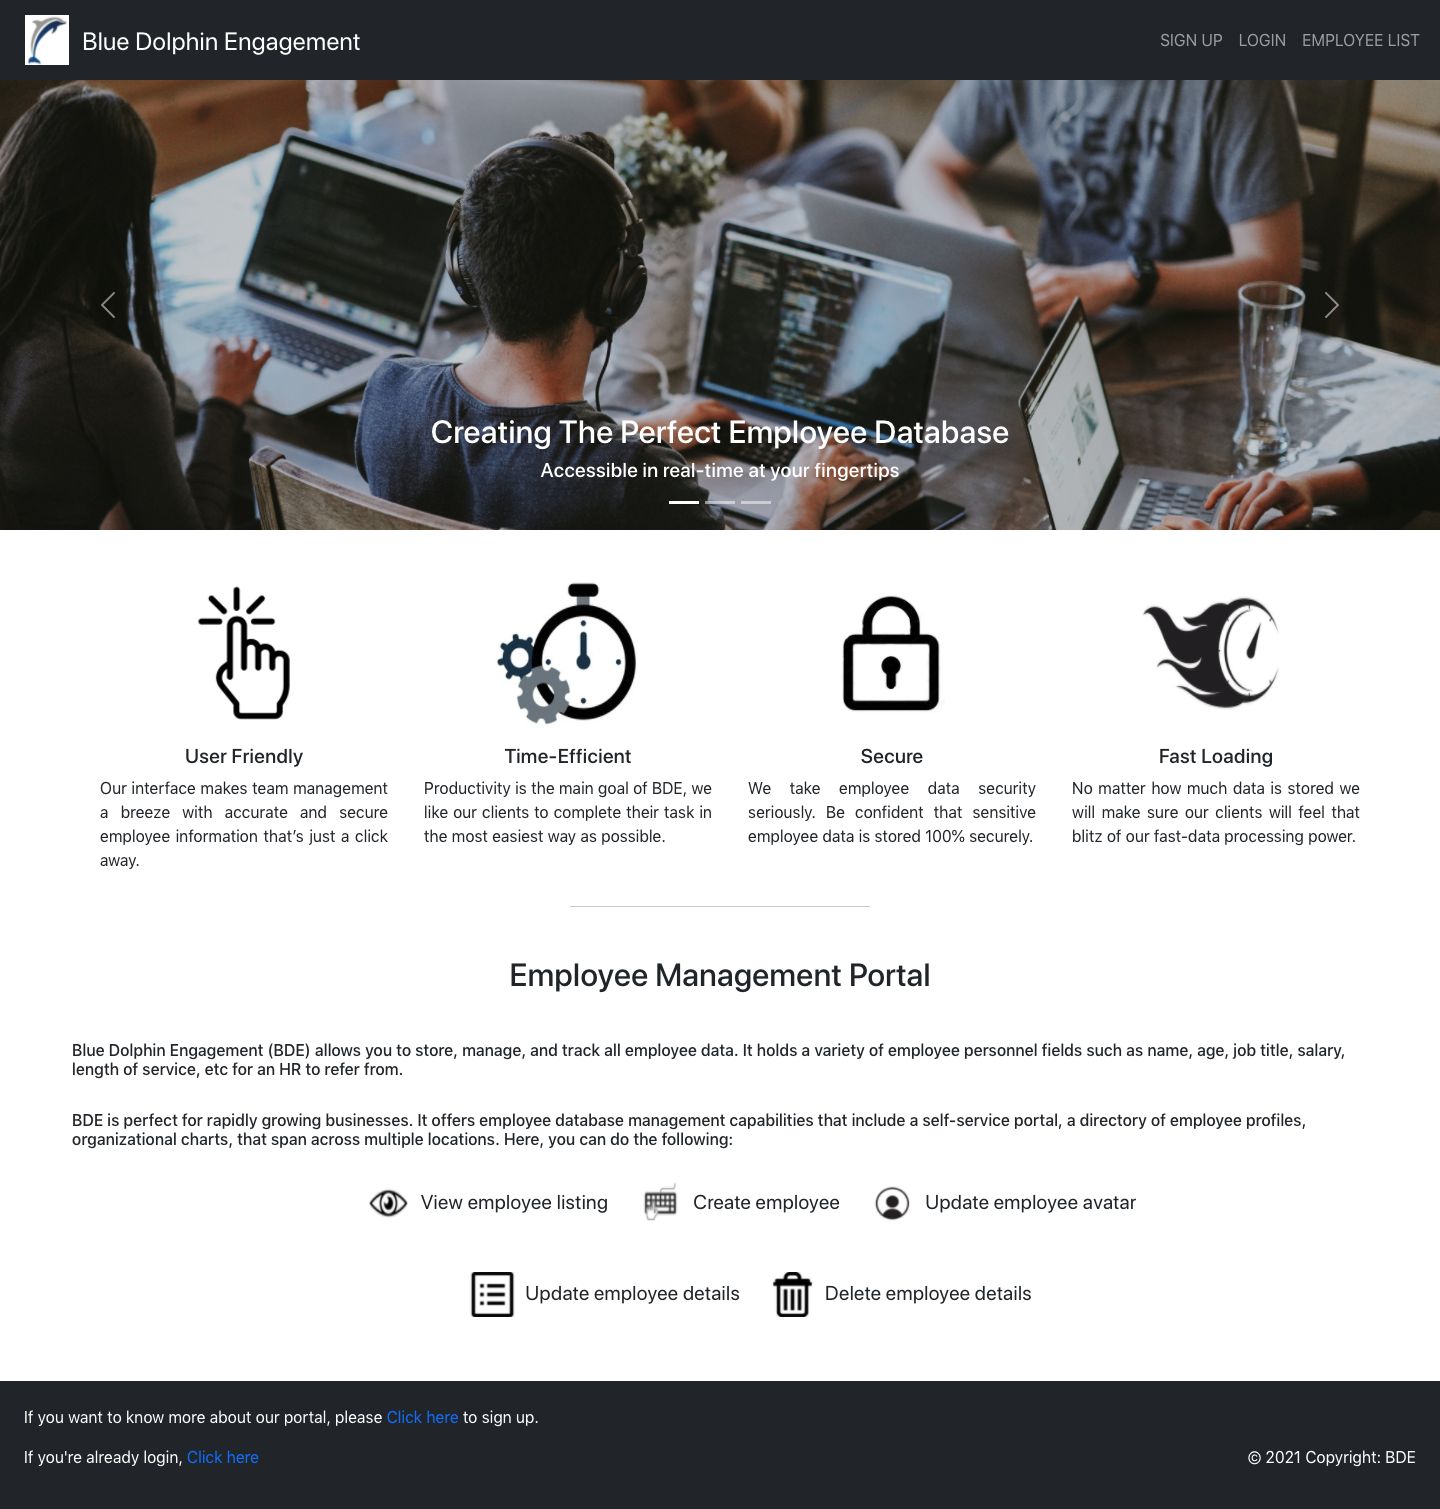 Blue Dolphin Engagement
SIGN UP LOGIN EMPLOYEE LIST
Creating The Perfect Employee Database
Accessible in real-time at your fingertips
User Friendly
Our interface makes team management
a breeze with accurate and secure
employee information that’s just a click
away.
Time-Efficient
Productivity is the main goal of BDE, we
like our clients to complete their task in
the most easiest way as possible.
Secure
We take employee data security
seriously. Be confident that sensitive
employee data is stored 100% securely.
Fast Loading
No matter how much data is stored we
will make sure our clients will feel that
blitz of our fast-data processing power.
Employee Management Portal
Blue Dolphin Engagement (BDE) allows you to store, manage, and track all employee data. It holds a variety of employee personnel fields such as name, age, job title, salary,
length of service, etc for an HR to refer from.
BDE is perfect for rapidly growing businesses. It offers employee database management capabilities that include a self-service portal, a directory of employee profiles,
organizational charts, that span across multiple locations. Here, you can do the following:
View employee listing
Create employee
Update employee avatar
Update employee details
Delete employee details
If you want to know more about our portal, please Click here to sign up.
If you're already login, Click here
© 2021 Copyright: BDE